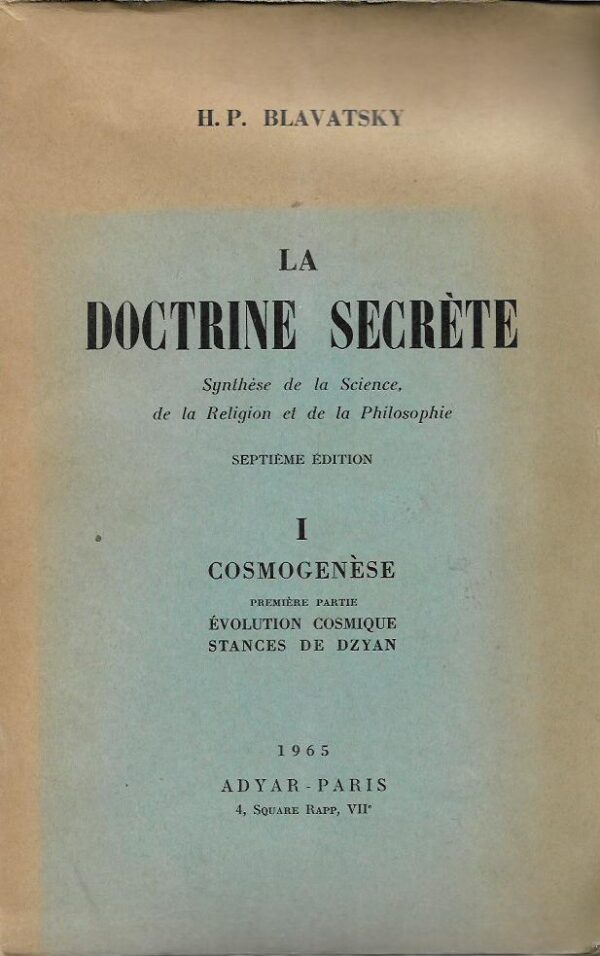 H. P. BLAVATSKY
LA
DOCTRINE SECRÈTE
Synthèse de la Science,
de la Religion et de la Philosophie
SEPTIÈME ÉDITION
I
COSMOGENÈSE
PREMIÈRE PARTIE
ÉVOLUTION COSMIQUE
STANCES DE DZYAN
1965
ADYAR - PARIS
4, SQUARE RAPP, VIIe